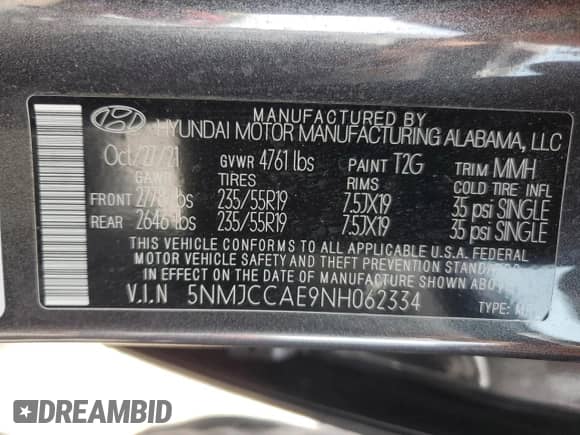 MANUFACTURED BY
HYUNDAI MOTOR MANUFACTURING ALABAMA, LLC
Oct/27/21 GVWR 4761 lbs PAINT T2G TRIM MMH
GAWR TIRES RIMS COLD TIRE INFL
FRONT 2778 lbs 235/55R19 7.5JX19 35 psi SINGLE
REAR 2646 lbs 235/55R19 7.5JX19 35 psi SINGLE
THIS VEHICLE CONFORMS TO ALL APPLICABLE U.S.A. FEDERAL
MOTOR VEHICLE SAFETY AND THEFT PREVENTION STANDARDS
IN EFFECT ON THE DATE OF MANUFACTURE SHOWN ABOVE.
V.I.N 5NMJCCAE9NH062334 TYPE:
DREAMBID